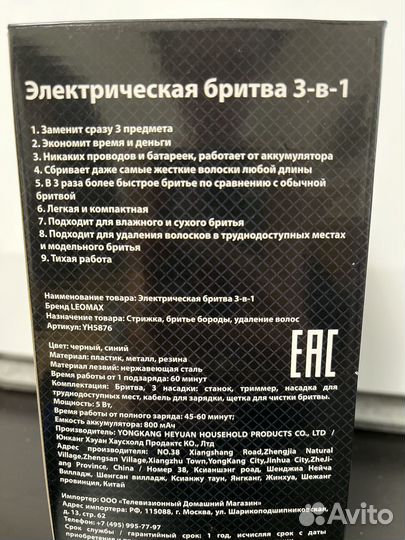 Электрическая бритва 3-в-1
1. Заменит сразу 3 предмета
2. Экономит время и деньги
3. Никаких проводов и батареек, работает от аккумулятора
4. Сбривает даже самые жесткие волоски любой длины
5. В 3 раза более быстрое бритье по сравнению с обычной
бритвой
6. Легкая и компактная
7. Подходит для влажного и сухого бритья
8. Подходит для удаления волосков в труднодоступных местах
и модельного бритья
9. Тихая работа
Наименование товара: Электрическая бритва 3-в-1
Бренд LEOMAX
Назначение товара: Стрижка, бритье бороды, удаление волос
Артикул: YH5876
EAC
Цвет: черный, синий
Материал: пластик, металл, резина
Материал лезвий: нержавеющая сталь
Время работы от 1 подзаряда: 60 минут
Комплектация: Бритва, 3 насадки: станок, триммер, насадка для
труднодоступных мест, кабель для зарядки, щетка для чистки бритвы.
Мощность: 5 Вт,
Время работы от полного заряда: 45-60 минут;
Емкость аккумулятора: 800 мАч
Производитель: YONGKANG HEYUAN HOUSEHOLD PRODUCTS CO., LTD /
Юнканг Хэуан Хаусхолд Продактс КО., Лтд
Адрес производителя: NO.38 Xiangshang Road,Zhengjia Natural
Village,Zhengsan Village,Xiangzhu Town,YongKang City,Jinhua City,ZheJi-
ang Province, China / Номер 38, Ксианшэнг роуд, Шенджиа Нейча
Вилладж, Шенгсан вилладж, Ксианжу таун, Янгканг, Жинхуа, Шежанг
провинция, Китай
Импортер: ООО «Телевизионный Домашний Магазин»
Адрес импортера: РФ, 115088, г. Москва, ул. Шарикоподшипниковская,
д.13, стр. 62
Тел.: +7 (495) 995-77-97
Срок службы / гарантийный срок: 1 год, срок исчисляется с даты
приобретения
Avito